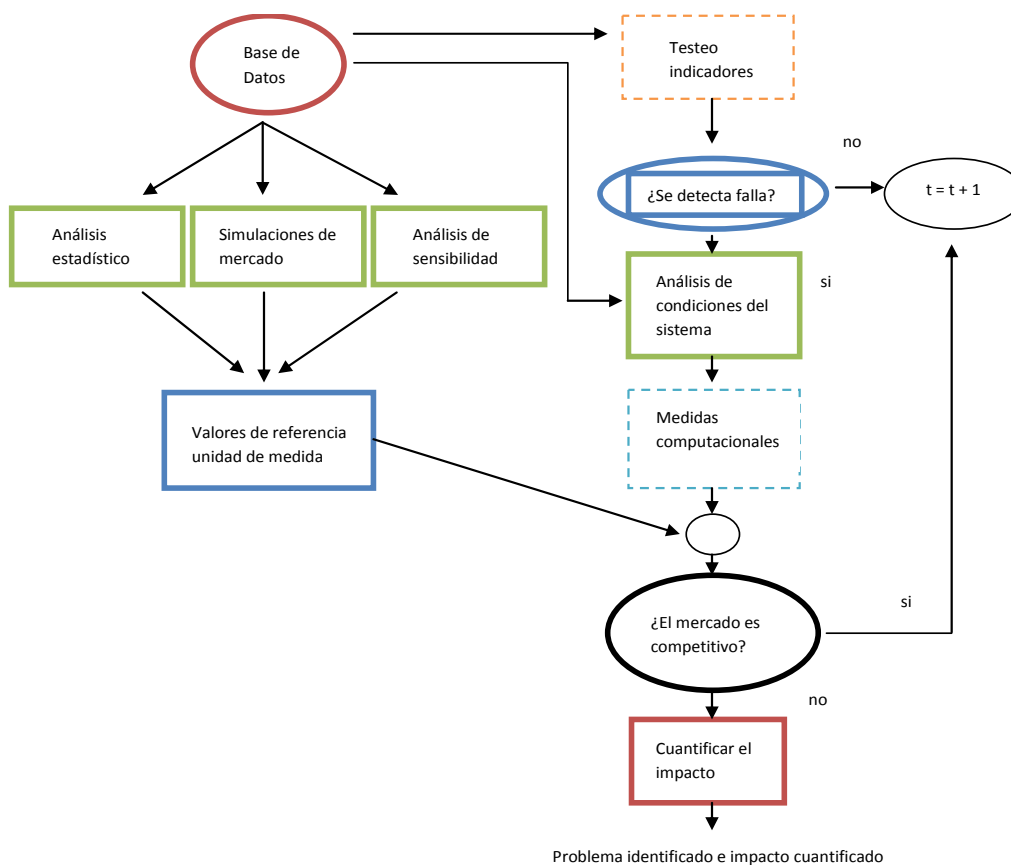 Base de
Datos
Testeo
indicadores
no
¿Se detecta falla?
t = t + 1
Análisis
estadístico
Simulaciones de
mercado
Análisis de
sensibilidad
Análisis de
condiciones del
sistema
si
Valores de referencia
unidad de medida
Medidas
computacionales
¿El mercado es
competitivo?
si
no
Cuantificar el
impacto
Problema identificado e impacto cuantificado